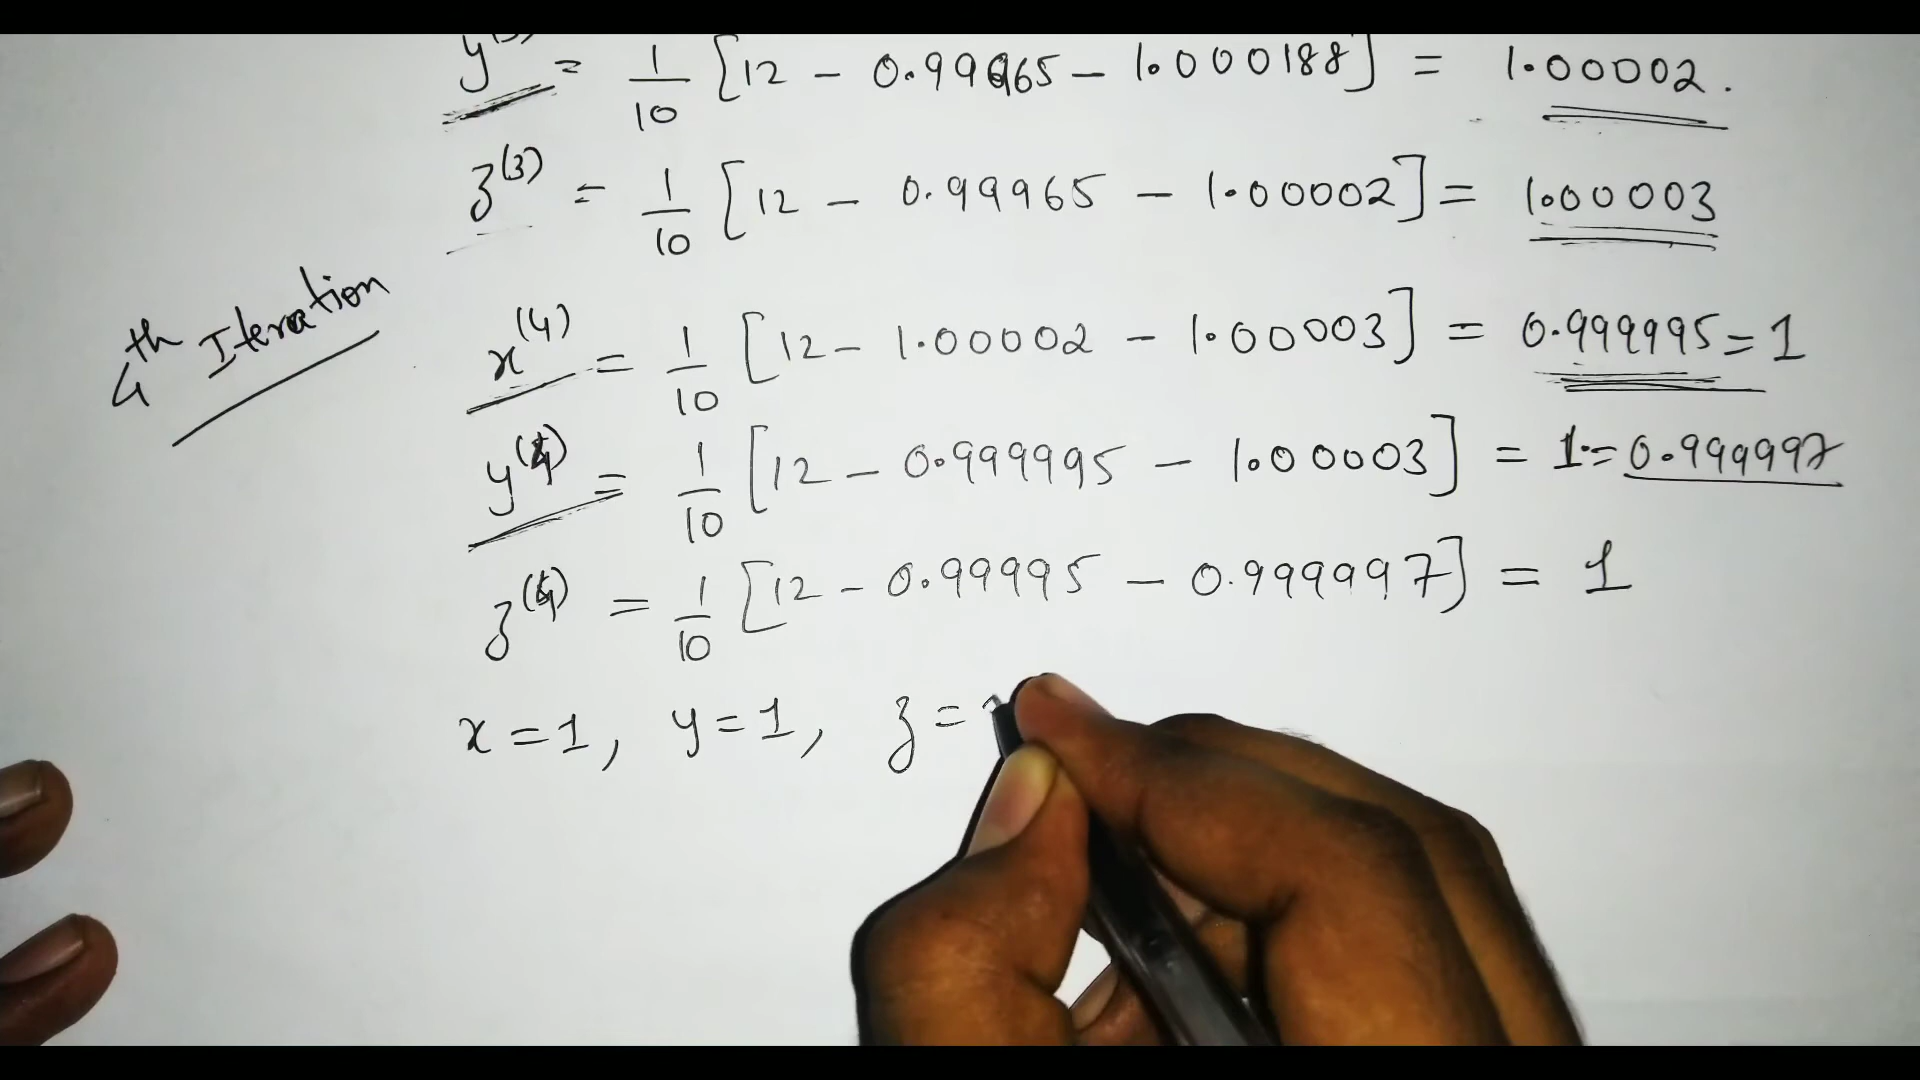 y = 1/10 [12 - 0.99965 - 1.000188] = 1.00002.
z^(3) = 1/10 [12 - 0.99965 - 1.00002] = 1.00003
4th Iteration
x^(4) = 1/10 [12 - 1.00002 - 1.00003] = 0.999995 = 1
y^(4) = 1/10 [12 - 0.999995 - 1.00003] = 1. = 0.999997
z^(4) = 1/10 [12 - 0.99995 - 0.999997] = 1
x = 1, y = 1, z =